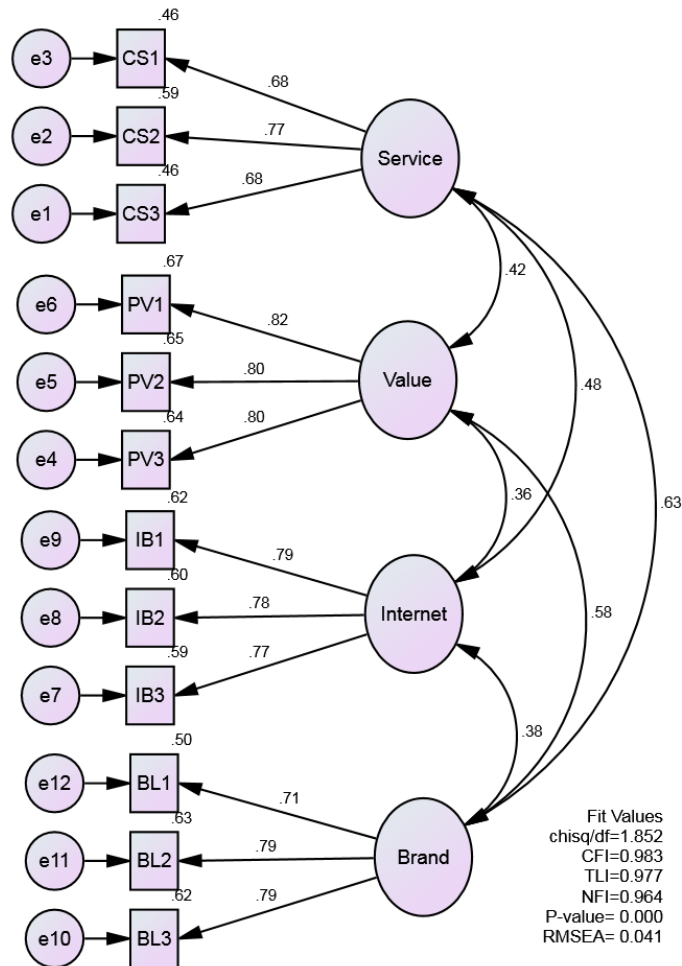 .46
e3
CS1
.68
.59
e2
CS2
.77
Service
.46
e1
CS3
.68
.42
.67
e6
PV1
.82
.65
e5
PV2
.80
Value
.48
.64
e4
PV3
.80
.36
.63
.62
e9
IB1
.79
.60
e8
IB2
.78
Internet
.58
.59
e7
IB3
.77
.38
.50
e12
BL1
.71
.63
e11
BL2
.79
Brand
.62
e10
BL3
.79
Fit Values
chisq/df=1.852
CFI=0.983
TLI=0.977
NFI=0.964
P-value= 0.000
RMSEA= 0.041